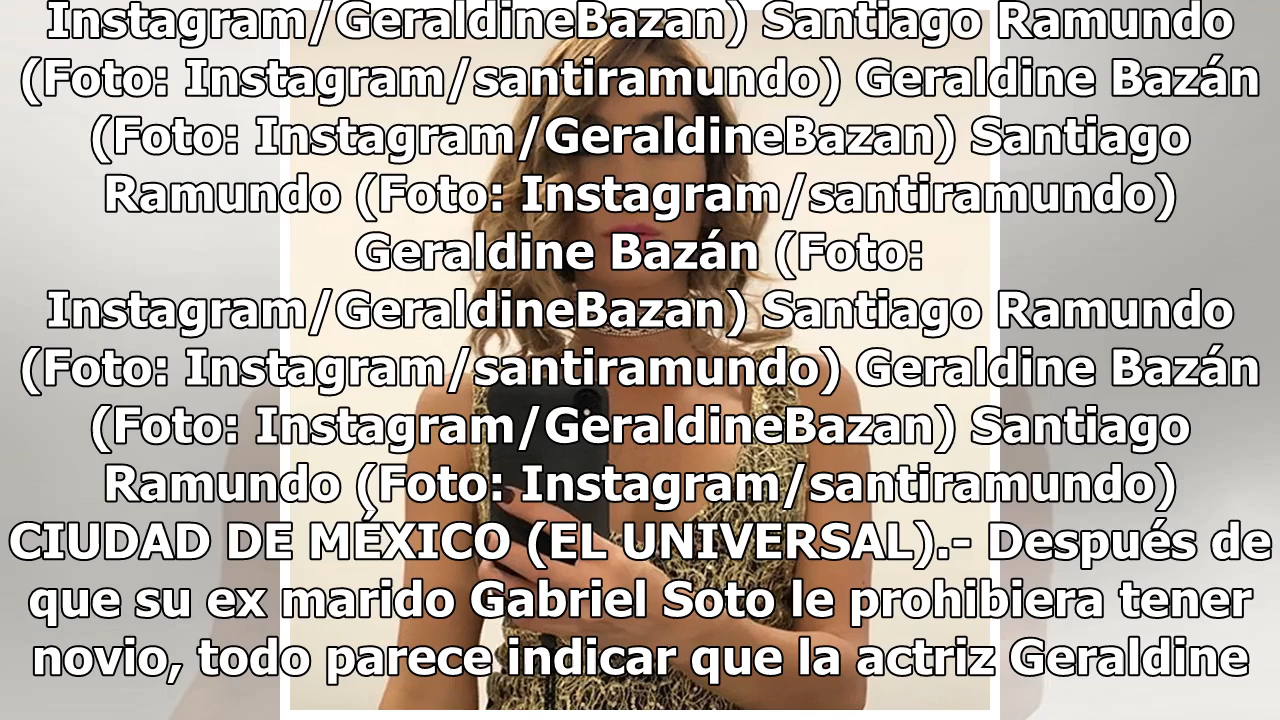 Instagram/GeraldineBazan) Santiago Ramundo
(Foto: Instagram/santiramundo) Geraldine Bazán
(Foto: Instagram/GeraldineBazan) Santiago
Ramundo (Foto: Instagram/santiramundo)
Geraldine Bazán (Foto:
Instagram/GeraldineBazan) Santiago Ramundo
(Foto: Instagram/santiramundo) Geraldine Bazán
(Foto: Instagram/GeraldineBazan) Santiago
Ramundo (Foto: Instagram/santiramundo)
CIUDAD DE MÉXICO (EL UNIVERSAL).- Después de
que su ex marido Gabriel Soto le prohibiera tener
novio, todo parece indicar que la actriz Geraldine